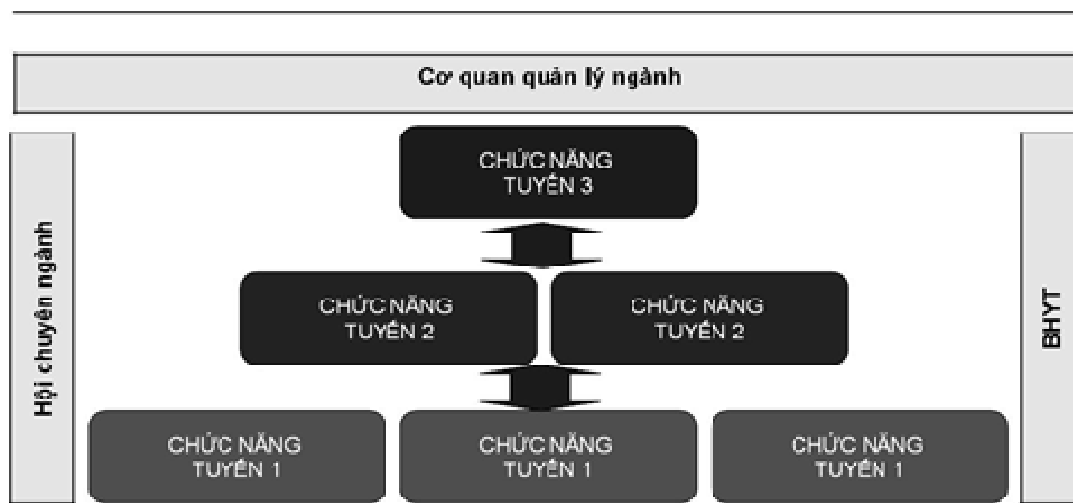 Cơ quan quản lý ngành
Hội chuyên ngành
CHỨC NĂNG
TUYẾN 3
BHYT
CHỨC NĂNG
TUYẾN 2
CHỨC NĂNG
TUYẾN 2
CHỨC NĂNG
TUYẾN 1
CHỨC NĂNG
TUYẾN 1
CHỨC NĂNG
TUYẾN 1